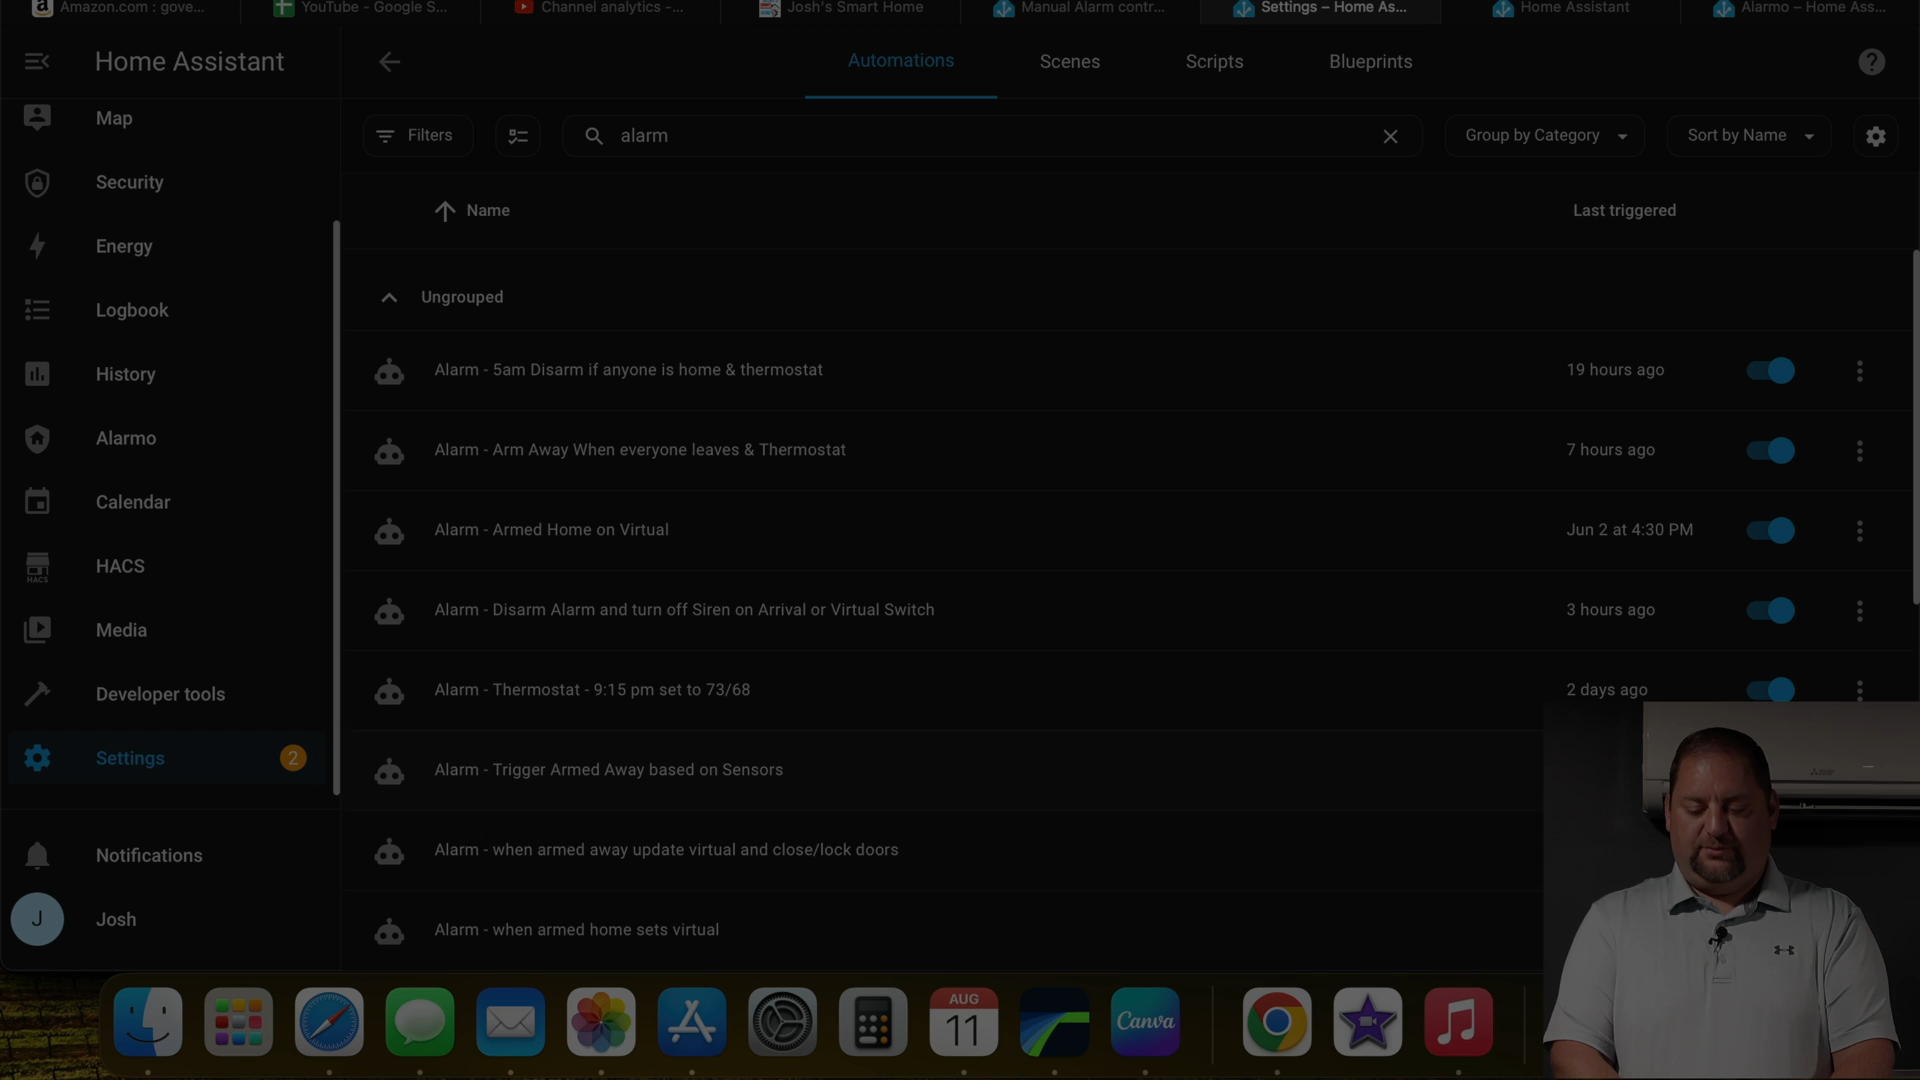 Amazon.com : gove...
YouTube - Google S...
Channel analytics -...
Josh's Smart Home
Manual Alarm contr...
Settings – Home As...
Home Assistant
Alarmo – Home Ass...
Home Assistant
Automations
Scenes
Scripts
Blueprints
Map
Security
Energy
Logbook
History
Alarmo
Calendar
HACS
HACS
Media
Developer tools
Settings
2
Notifications
J
Josh
Filters
alarm
Group by Category
Sort by Name
Name
Last triggered
Ungrouped
Alarm - 5am Disarm if anyone is home & thermostat
19 hours ago
Alarm - Arm Away When everyone leaves & Thermostat
7 hours ago
Alarm - Armed Home on Virtual
Jun 2 at 4:30 PM
Alarm - Disarm Alarm and turn off Siren on Arrival or Virtual Switch
3 hours ago
Alarm - Thermostat - 9:15 pm set to 73/68
2 days ago
Alarm - Trigger Armed Away based on Sensors
Alarm - when armed away update virtual and close/lock doors
Alarm - when armed home sets virtual
AUG
11
Canva